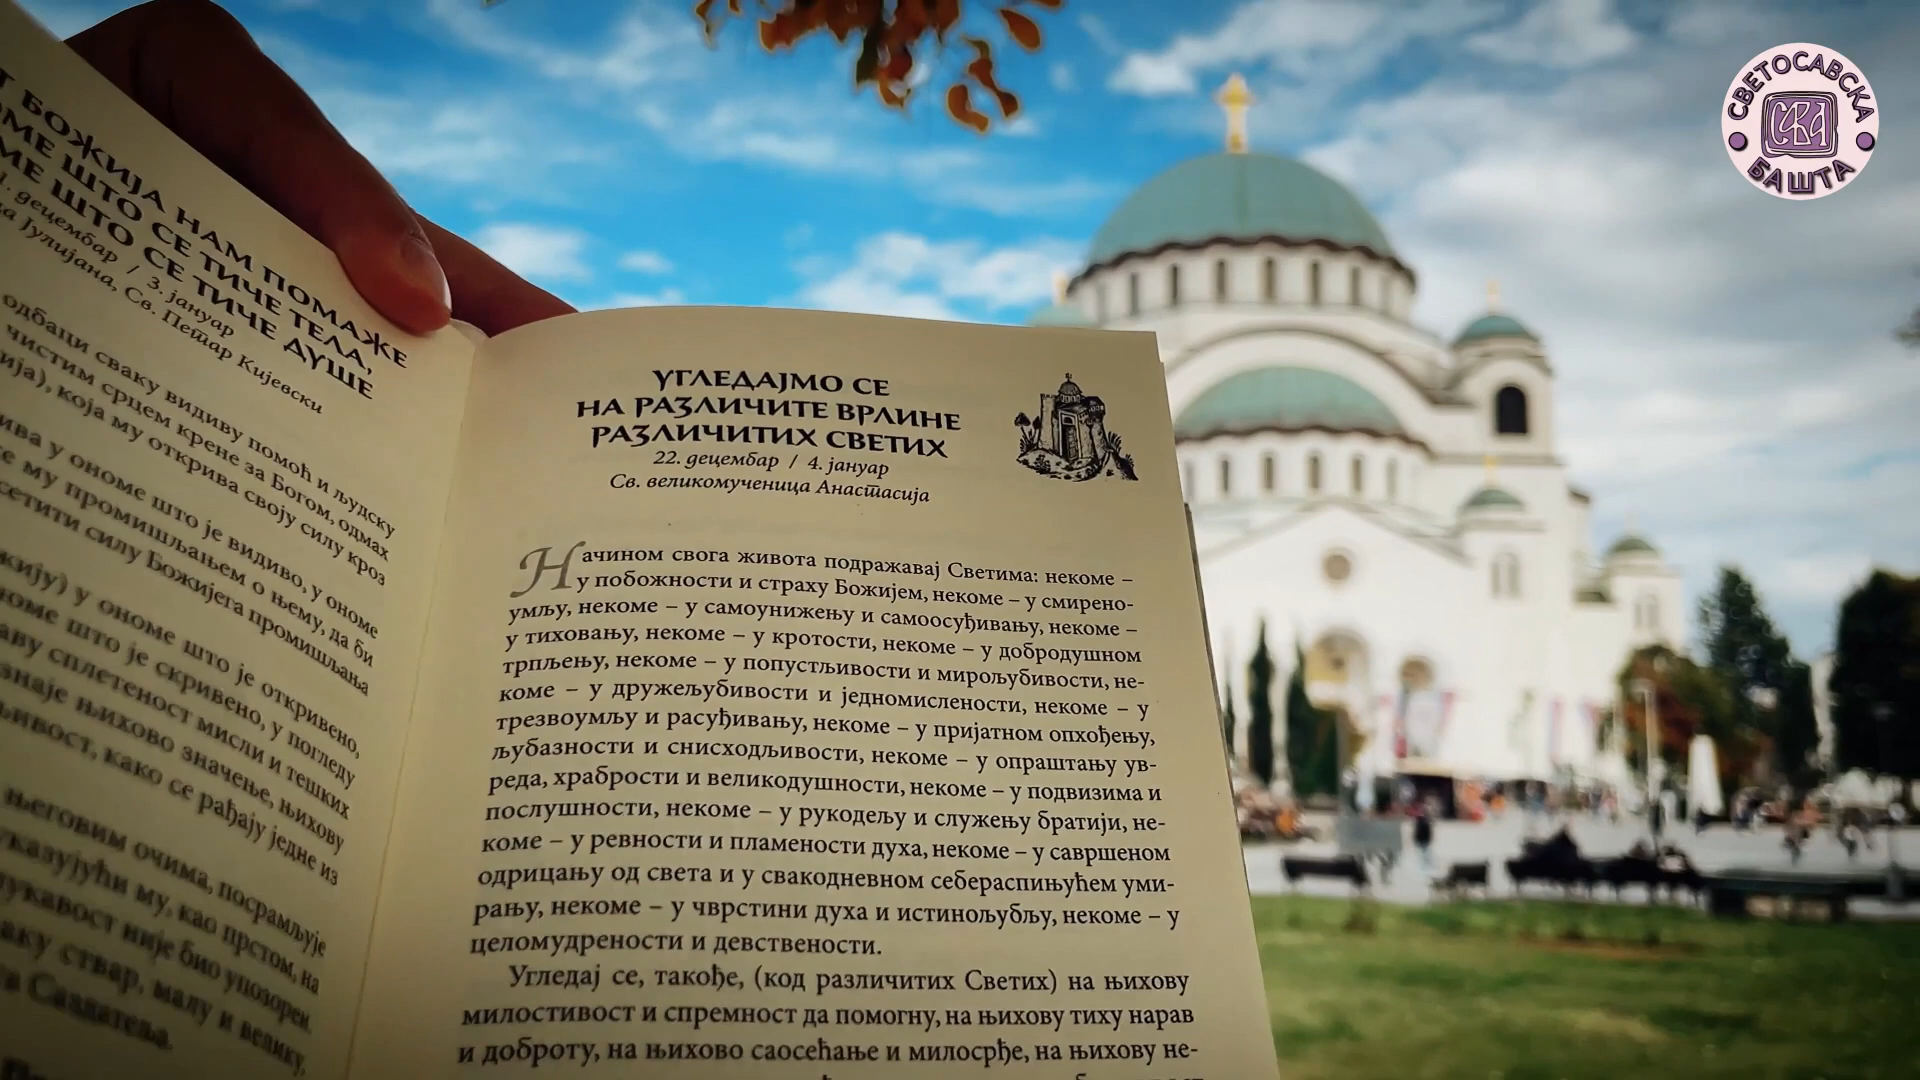 Т БОЖИЈА НАМ ПОМАЖЕ
ОМЕ ШТО СЕ ТИЧЕ ТЕЛА,
МЕ ШТО СЕ ТИЧЕ ДУШЕ
децембар / 3. јануар
Јулијана, Св. Петар Кијевски
одбаци сваку видиву помоћ и људску
чистим срцем крене за Богом, одмах
која му открива своју силу кроз
у ономе што је видиво, у ономе
му промишљањем о њему, да би
силу Божијега промишљања
у ономе што је откривено,
што је скривено, у погледу
сплетеност мисли и тешких
њихово значење, њихову
како се рађају једне из
његовим очима, посрамљује
му, као прстом, на
није био упозорен
ствар, малу и велику,
Саздатеља.
УГЛЕДАЈМО СЕ
НА РАЗЛИЧИТЕ ВРЛИНЕ
РАЗЛИЧИТИХ СВЕТИХ
22. децембар / 4. јануар
Св. великомученица Анастасија
Начином свога живота подражавај Светима: некоме –
у побожности и страху Божијем, некоме – у смирено-
умљу, некоме – у самоунижењу и самоосуђивању, некоме –
у тиховању, некоме – у кротости, некоме – у добродушном
трпљењу, некоме – у попустљивости и мирољубивости, не-
коме – у дружељубивости и једномислености, некоме – у
трезвоумљу и расуђивању, некоме – у пријатном опхођењу,
љубазности и снисходљивости, некоме – у опраштању ув-
реда, храбрости и великодушности, некоме – у подвизима и
послушности, некоме – у рукодељу и служењу братији, не-
коме – у ревности и пламености духа, некоме – у савршеном
одрицању од света и у свакодневном себераспињућем уми-
рању, некоме – у чврстини духа и истинољубљу, некоме – у
целомудрености и девствености.
Угледај се, такође, (код различитих Светих) на њихову
милостивост и спремност да помогну, на њихову тиху нарав
и доброту, на њихово саосећање и милосрђе, на њихову не-
СВЕТОСАВСКА
БАШТА